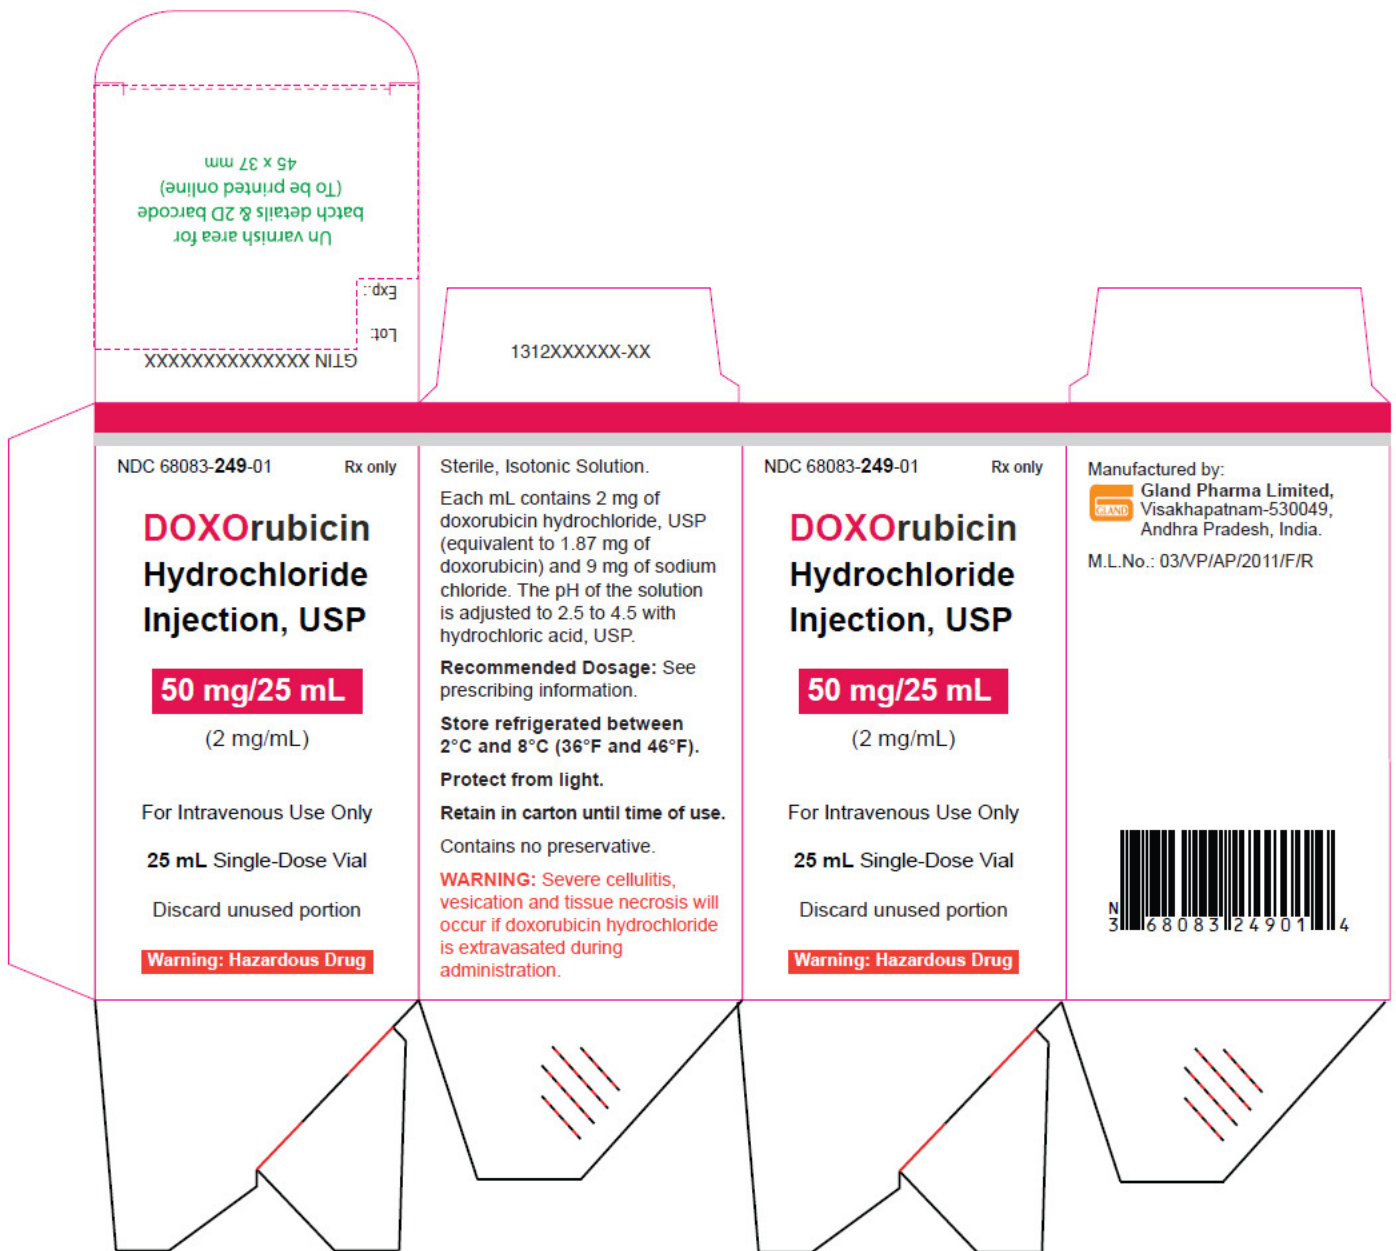 Un varnish area for
batch details & 2D barcode
(To be printed online)
45 x 37 mm
GTIN XXXXXXXXXXXXXX
Lot:
Exp.:
1312XXXXXX-XX
NDC 68083-249-01 Rx only
DOXOrubicin
Hydrochloride
Injection, USP
50 mg/25 mL
(2 mg/mL)
For Intravenous Use Only
25 mL Single-Dose Vial
Discard unused portion
Warning: Hazardous Drug
Sterile, Isotonic Solution.
Each mL contains 2 mg of
doxorubicin hydrochloride, USP
(equivalent to 1.87 mg of
doxorubicin) and 9 mg of sodium
chloride. The pH of the solution
is adjusted to 2.5 to 4.5 with
hydrochloric acid, USP.
Recommended Dosage: See
prescribing information.
Store refrigerated between
2°C and 8°C (36°F and 46°F).
Protect from light.
Retain in carton until time of use.
Contains no preservative.
WARNING: Severe cellulitis,
vesication and tissue necrosis will
occur if doxorubicin hydrochloride
is extravasated during
administration.
NDC 68083-249-01 Rx only
DOXOrubicin
Hydrochloride
Injection, USP
50 mg/25 mL
(2 mg/mL)
For Intravenous Use Only
25 mL Single-Dose Vial
Discard unused portion
Warning: Hazardous Drug
Manufactured by:
GLAND
Gland Pharma Limited,
Visakhapatnam-530049,
Andhra Pradesh, India.
M.L.No.: 03/VP/AP/2011/F/R
N
3 68083 24901 4